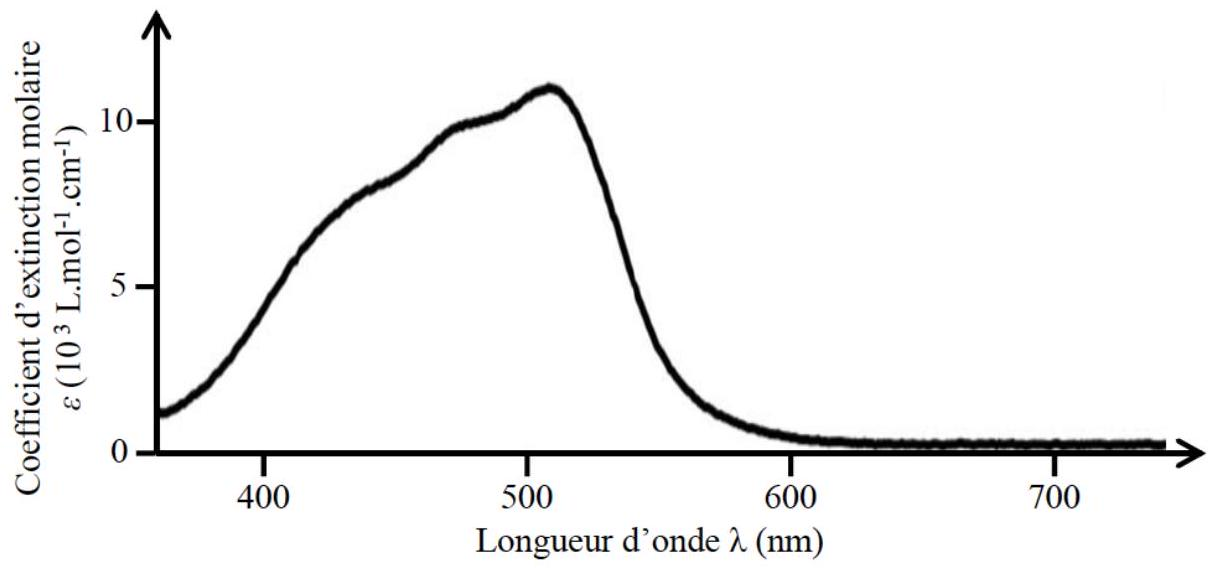 Coefficient d'extinction molaire
ε (10³ L.mol⁻¹.cm⁻¹)
10
5
0
400
500
600
700
Longueur d'onde λ (nm)